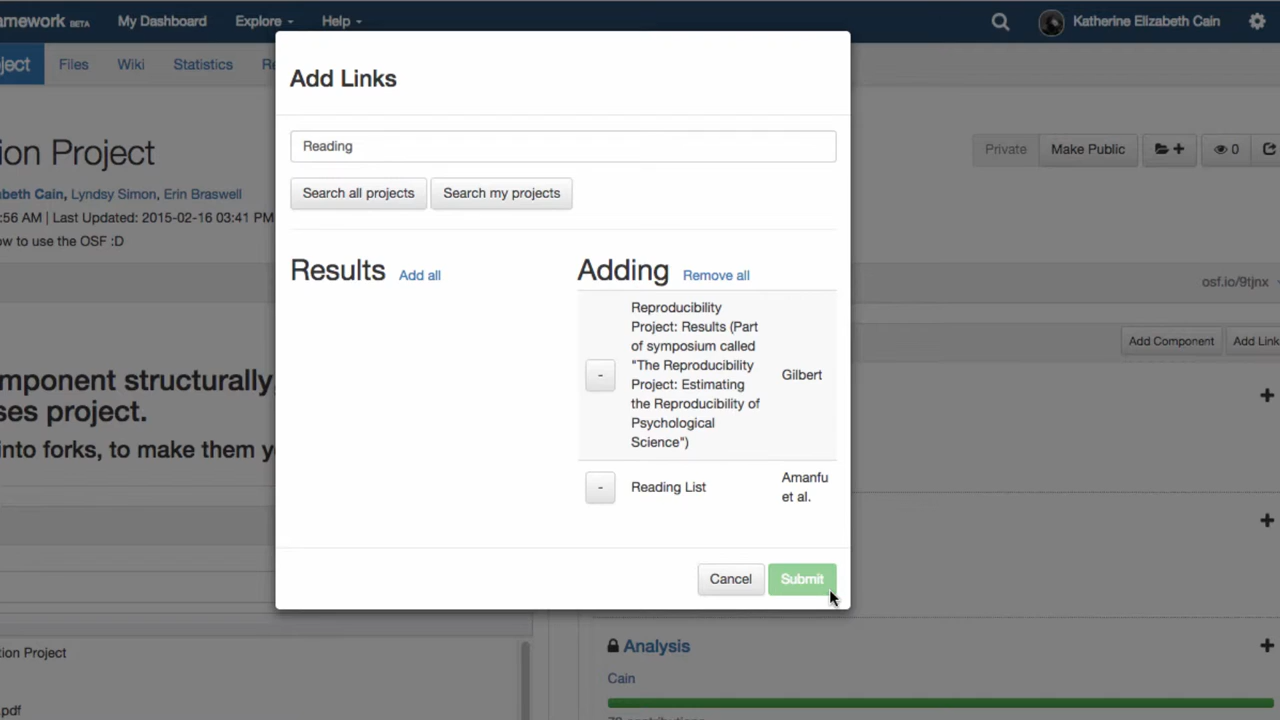 amework BETA My Dashboard Explore Help Katherine Elizabeth Cain
ject Files Wiki Statistics Re
Add Links
Reading
ion Project
Private Make Public 0
Search all projects Search my projects
abeth Cain, Lyndsy Simon, Erin Braswell
:56 AM | Last Updated: 2015-02-16 03:41 PM
ow to use the OSF :D
Results Add all
Adding Remove all
osf.io/9tjnx
Reproducibility
Project: Results (Part
of symposium called
"The Reproducibility
Project: Estimating
the Reproducibility of
Psychological
Science")
- Gilbert
Add Component Add Link
mponent structurally,
ses project.
into forks, to make them y
- Reading List
Amanfu
et al.
Cancel Submit
tion Project
.pdf
Analysis
Cain